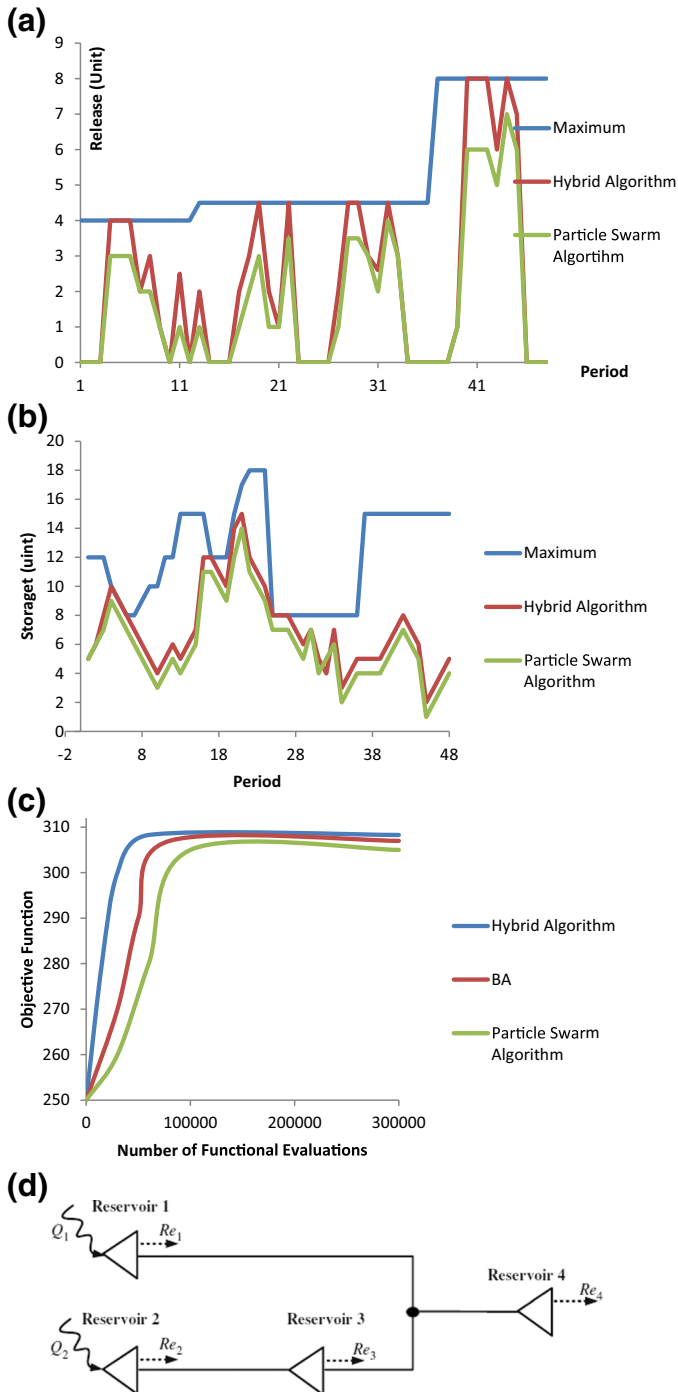 (a)
Release (Unit)
9
8
7
6
5
4
3
2
1
0
1 11 21 31 41
Period
Maximum
Hybrid Algorithm
Particle Swarm
Algortihm
(b)
Storaget (uint)
20
18
16
14
12
10
8
6
4
2
0
-2 8 18 28 38 48
Period
Maximum
Hybrid Algorithm
Particle Swarm
Algorithm
(c)
Objective Function
310
300
290
280
270
260
250
0 100000 200000 300000
Number of Functional Evaluations
Hybrid Algorithm
BA
Particle Swarm
Algorithm
(d)
Reservoir 1
Q1
Re1
Reservoir 4
Re4
Reservoir 2
Reservoir 3
Q2
Re2
Re3